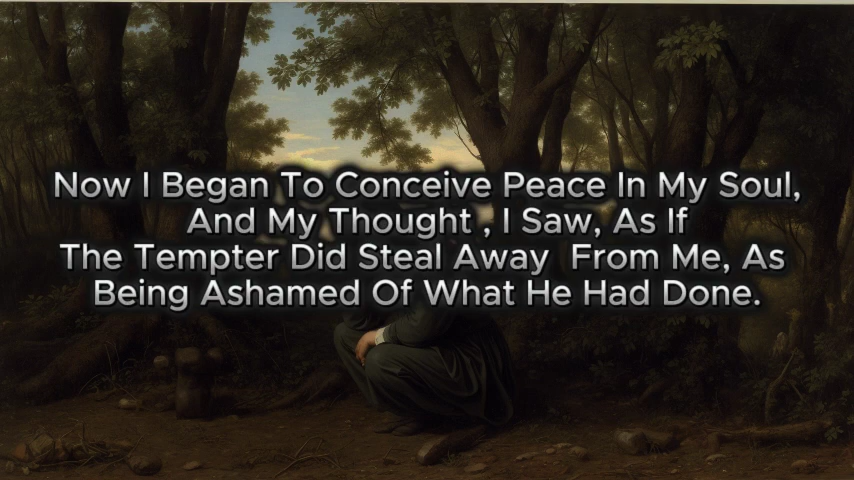 Now I Began To Conceive Peace In My Soul,
And My Thought , I Saw, As If
The Tempter Did Steal Away  From Me, As
Being Ashamed Of What He Had Done.